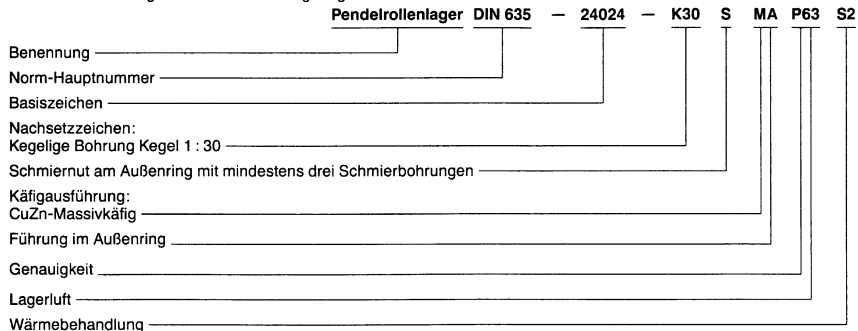 Pendelrollenlager DIN 635 — 24024 — K30 S MA P63 S2
Benennung
Norm-Hauptnummer
Basiszeichen
Nachsetzzeichen:
Kegelige Bohrung Kegel 1 : 30
Schmiernut am Außenring mit mindestens drei Schmierbohrungen
Käfigausführung:
CuZn-Massivkäfig
Führung im Außenring
Genauigkeit
Lagerluft
Wärmebehandlung